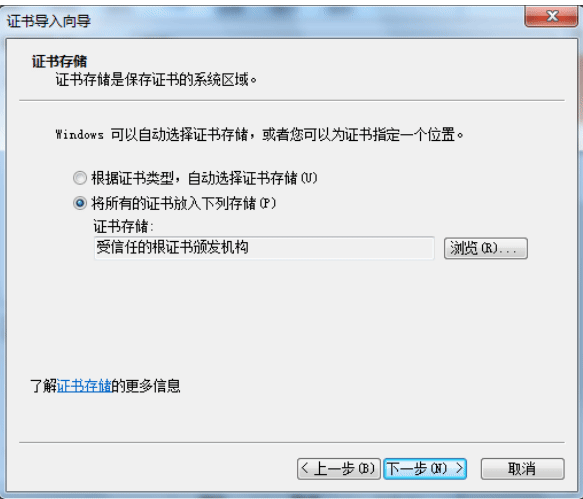 证书导入向导
证书存储
证书存储是保存证书的系统区域。
Windows 可以自动选择证书存储，或者您可以为证书指定一个位置。
根据证书类型，自动选择证书存储(U)
将所有的证书放入下列存储(P)
证书存储:
受信任的根证书颁发机构
浏览(R)...
了解证书存储的更多信息
< 上一步(B) 下一步(N) > 取消